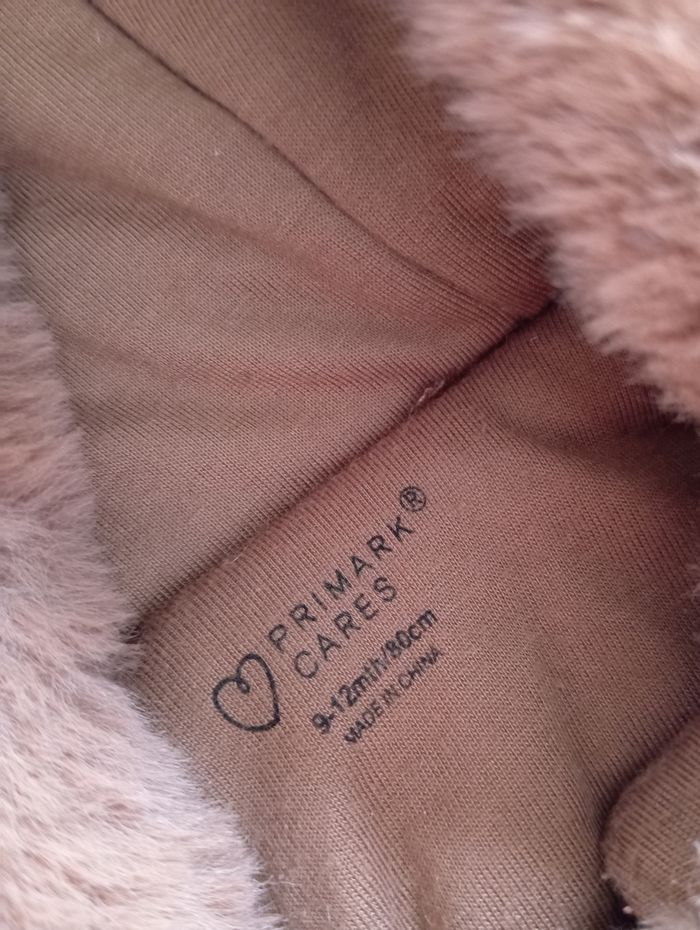 PRIMARK®
CARES
9-12mth/80cm
MADE IN CHINA